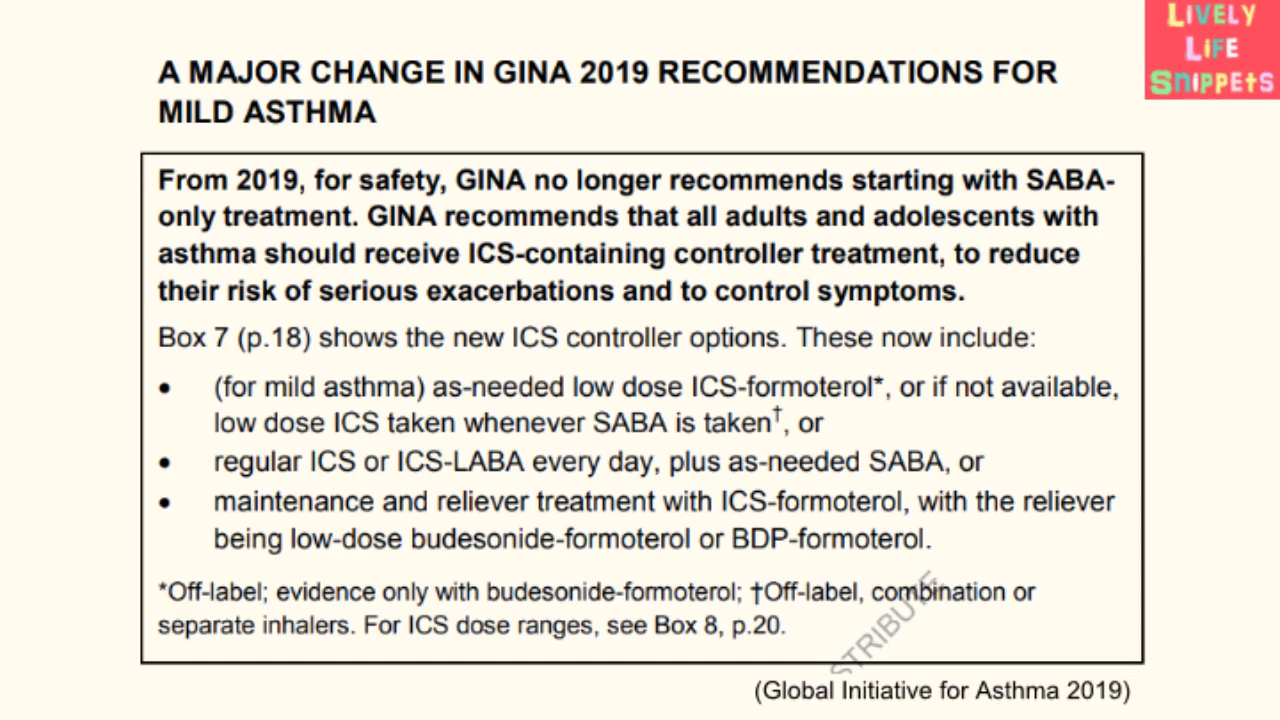 LIVELY
LIFE
SNIPPEtS
A MAJOR CHANGE IN GINA 2019 RECOMMENDATIONS FOR
MILD ASTHMA
From 2019, for safety, GINA no longer recommends starting with SABA-
only treatment. GINA recommends that all adults and adolescents with
asthma should receive ICS-containing controller treatment, to reduce
their risk of serious exacerbations and to control symptoms.
Box 7 (p.18) shows the new ICS controller options. These now include:
• (for mild asthma) as-needed low dose ICS-formoterol*, or if not available,
low dose ICS taken whenever SABA is taken†, or
• regular ICS or ICS-LABA every day, plus as-needed SABA, or
• maintenance and reliever treatment with ICS-formoterol, with the reliever
being low-dose budesonide-formoterol or BDP-formoterol.
*Off-label; evidence only with budesonide-formoterol; †Off-label, combination or
separate inhalers. For ICS dose ranges, see Box 8, p.20.
STRIBUTE
(Global Initiative for Asthma 2019)